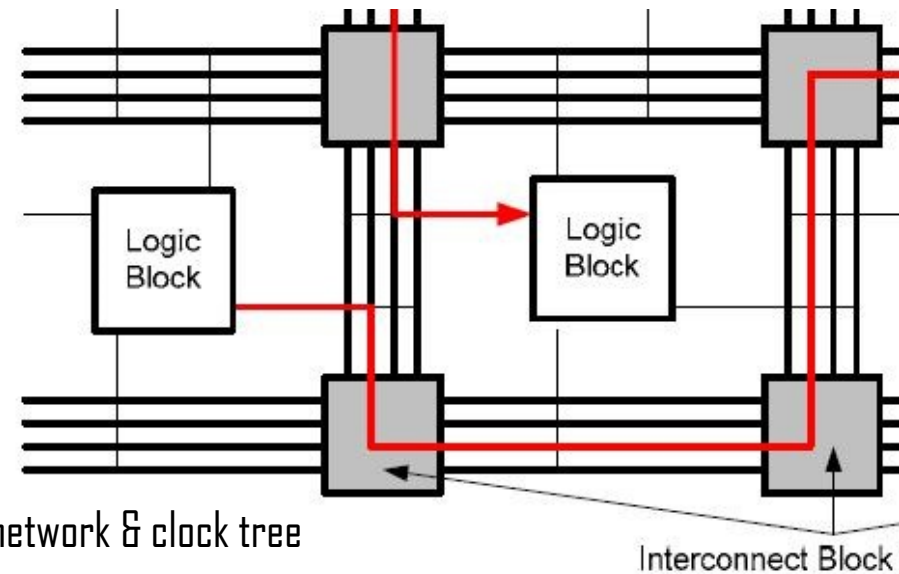 Logic
Block
Logic
Block
network & clock tree
Interconnect Block